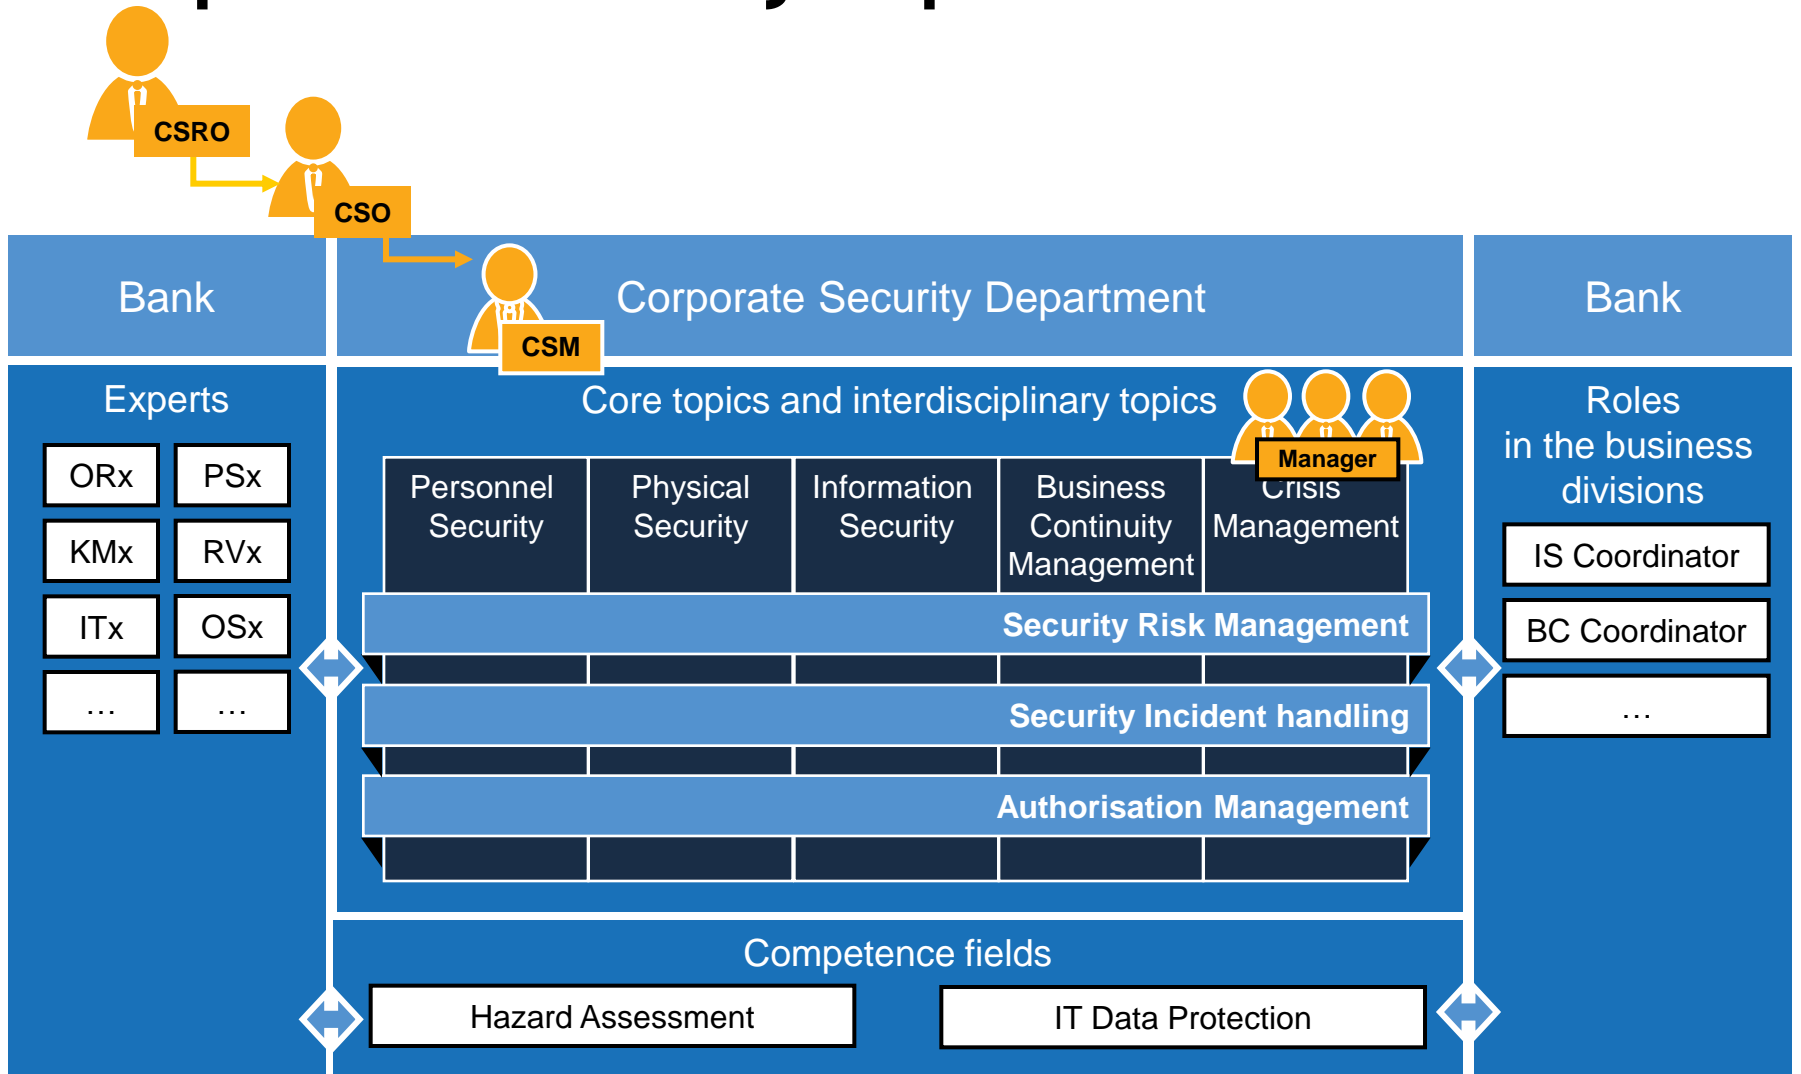 CSRO
CSO
Bank
Corporate Security Department
Bank
CSM
Experts
ORx
PSx
KMx
RVx
ITx
OSx
…
…
Core topics and interdisciplinary topics
Manager
Personnel
Security
Physical
Security
Information
Security
Business
Continuity
Management
Crisis
Management
Security Risk Management
Security Incident handling
Authorisation Management
Competence fields
Hazard Assessment
IT Data Protection
Roles
in the business
divisions
IS Coordinator
BC Coordinator
…